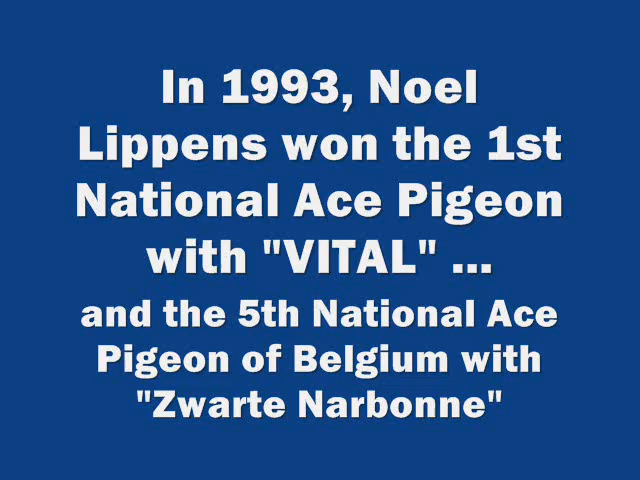 In 1993, Noel
Lippens won the 1st
National Ace Pigeon
with "VITAL" ...
and the 5th National Ace
Pigeon of Belgium with
"Zwarte Narbonne"